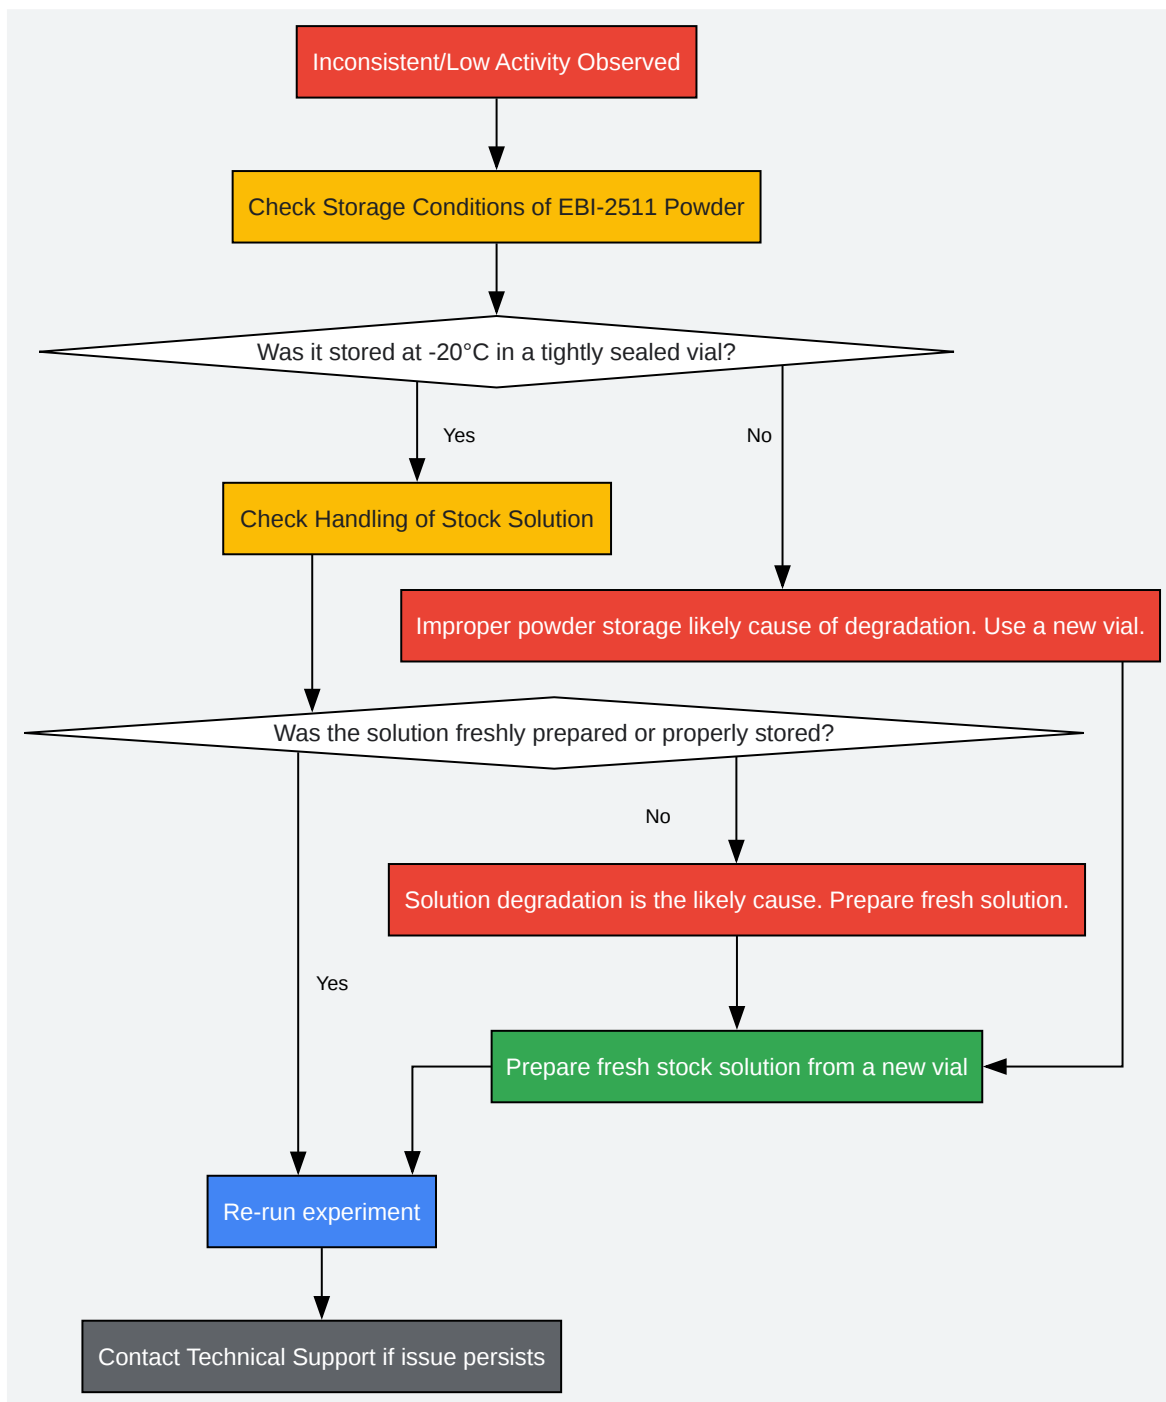 Inconsistent/Low Activity Observed
Check Storage Conditions of EBI-2511 Powder
Was it stored at -20°C in a tightly sealed vial?
Yes
No
Check Handling of Stock Solution
Improper powder storage likely cause of degradation. Use a new vial.
Was the solution freshly prepared or properly stored?
No
Solution degradation is the likely cause. Prepare fresh solution.
Yes
Prepare fresh stock solution from a new vial
Re-run experiment
Contact Technical Support if issue persists